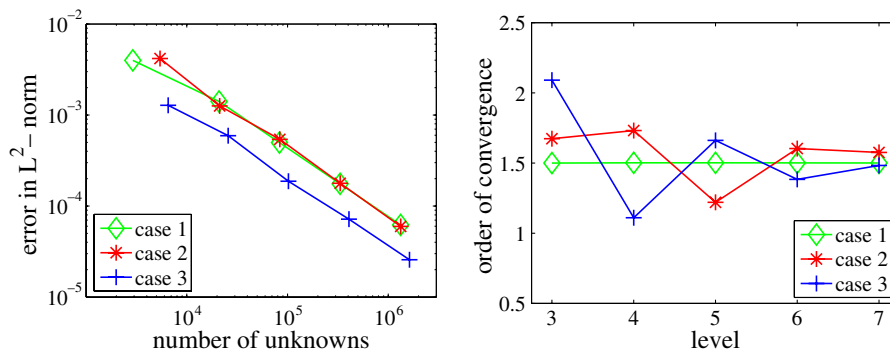 10^-2
10^-3
10^-4
10^-5
error in L^2 – norm
case 1
case 2
case 3
10^4
10^5
10^6
number of unknowns
2.5
2
1.5
1
0.5
order of convergence
case 1
case 2
case 3
3
4
5
6
7
level